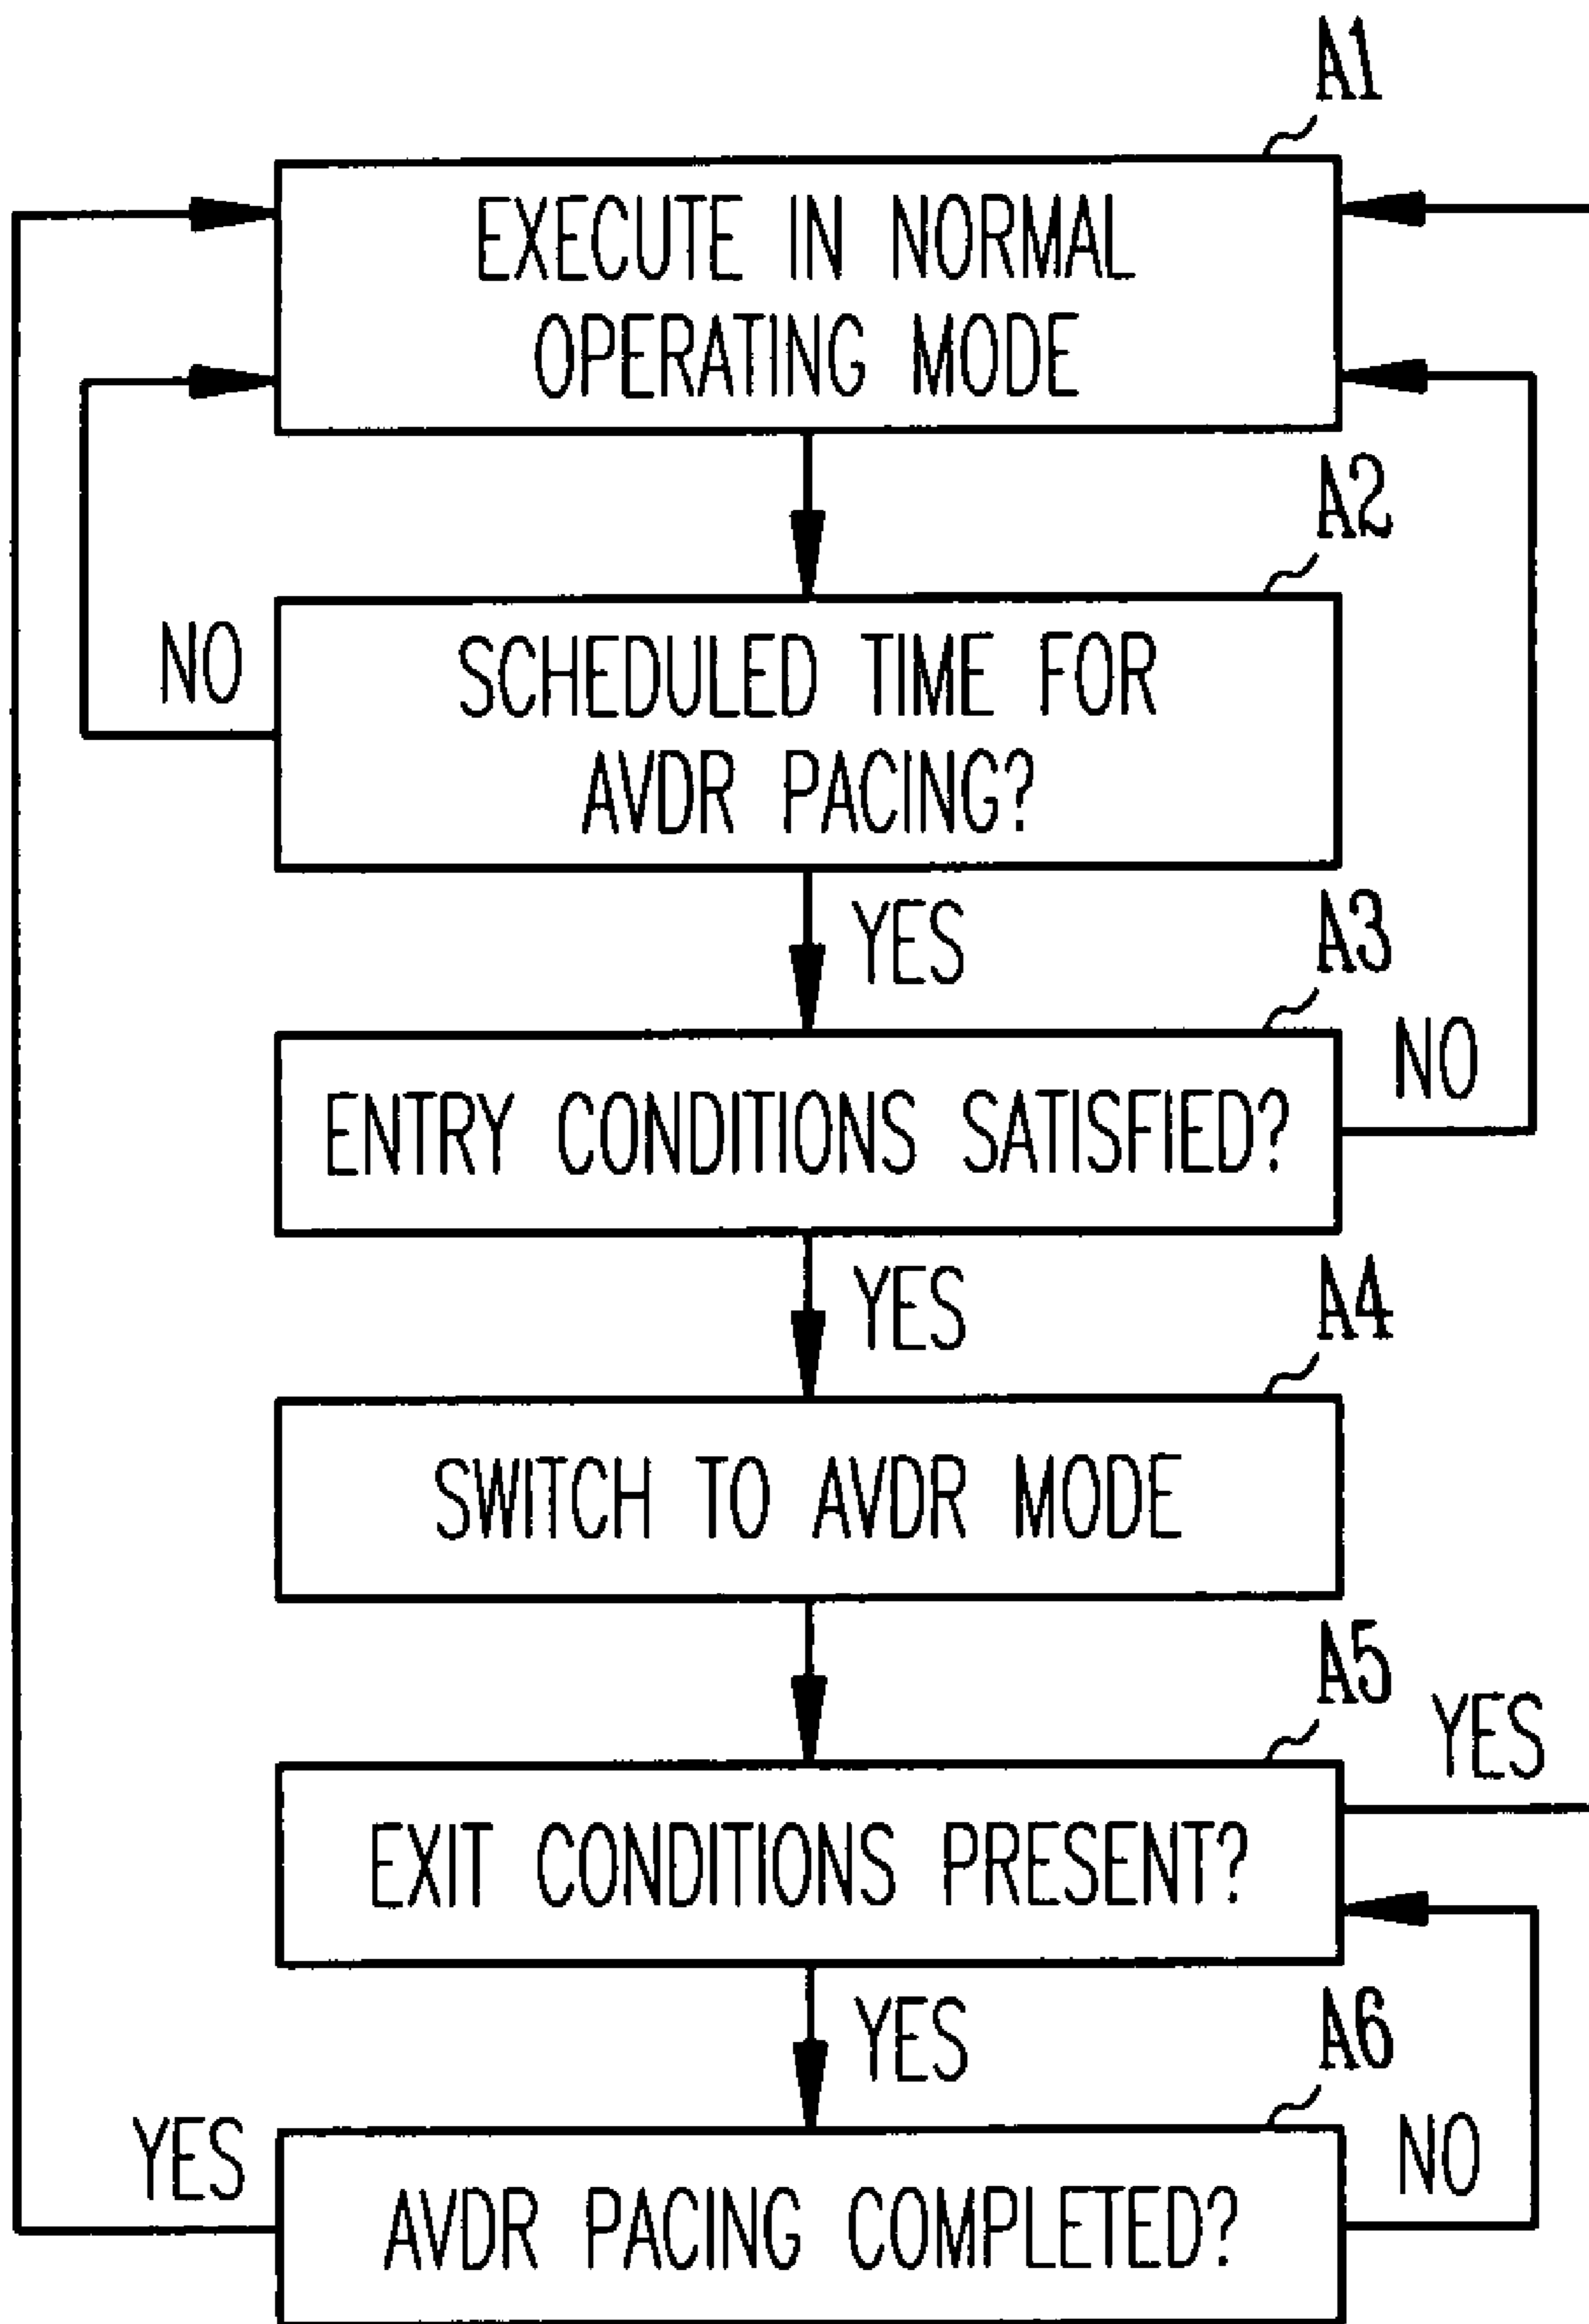 A1
EXECUTE IN NORMAL
OPERATING MODE
A2
NO
SCHEDULED TIME FOR
AVDR PACING?
YES
A3
NO
ENTRY CONDITIONS SATISFIED?
YES
A4
SWITCH TO AVDR MODE
A5
YES
EXIT CONDITIONS PRESENT?
YES
A6
YES
NO
AVDR PACING COMPLETED?